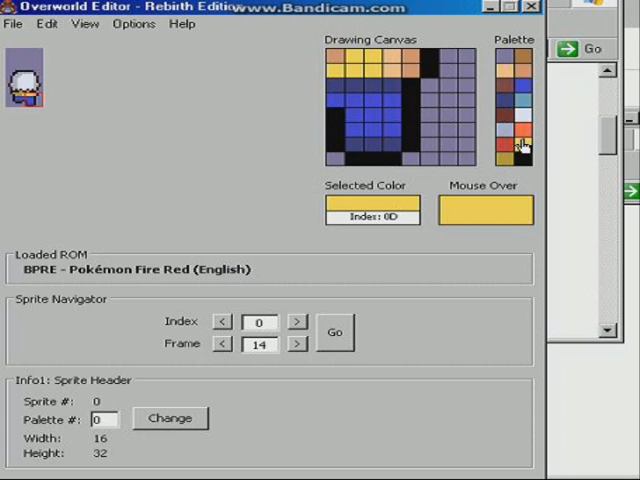 Overworld Editor - Rebirth Edition
www.Bandicam.com
File View Options Help
Drawing Canvas Palette
Go
Selected Color Mouse Over
Index: 0D
Loaded ROM
BPRE - Pokémon Fire Red (English)
Sprite Navigator
Index < 0 >
Go
Frame < 14 >
Info1: Sprite Header
Sprite #: 0
Palette #: 0 Change
Width: 16
Height: 32